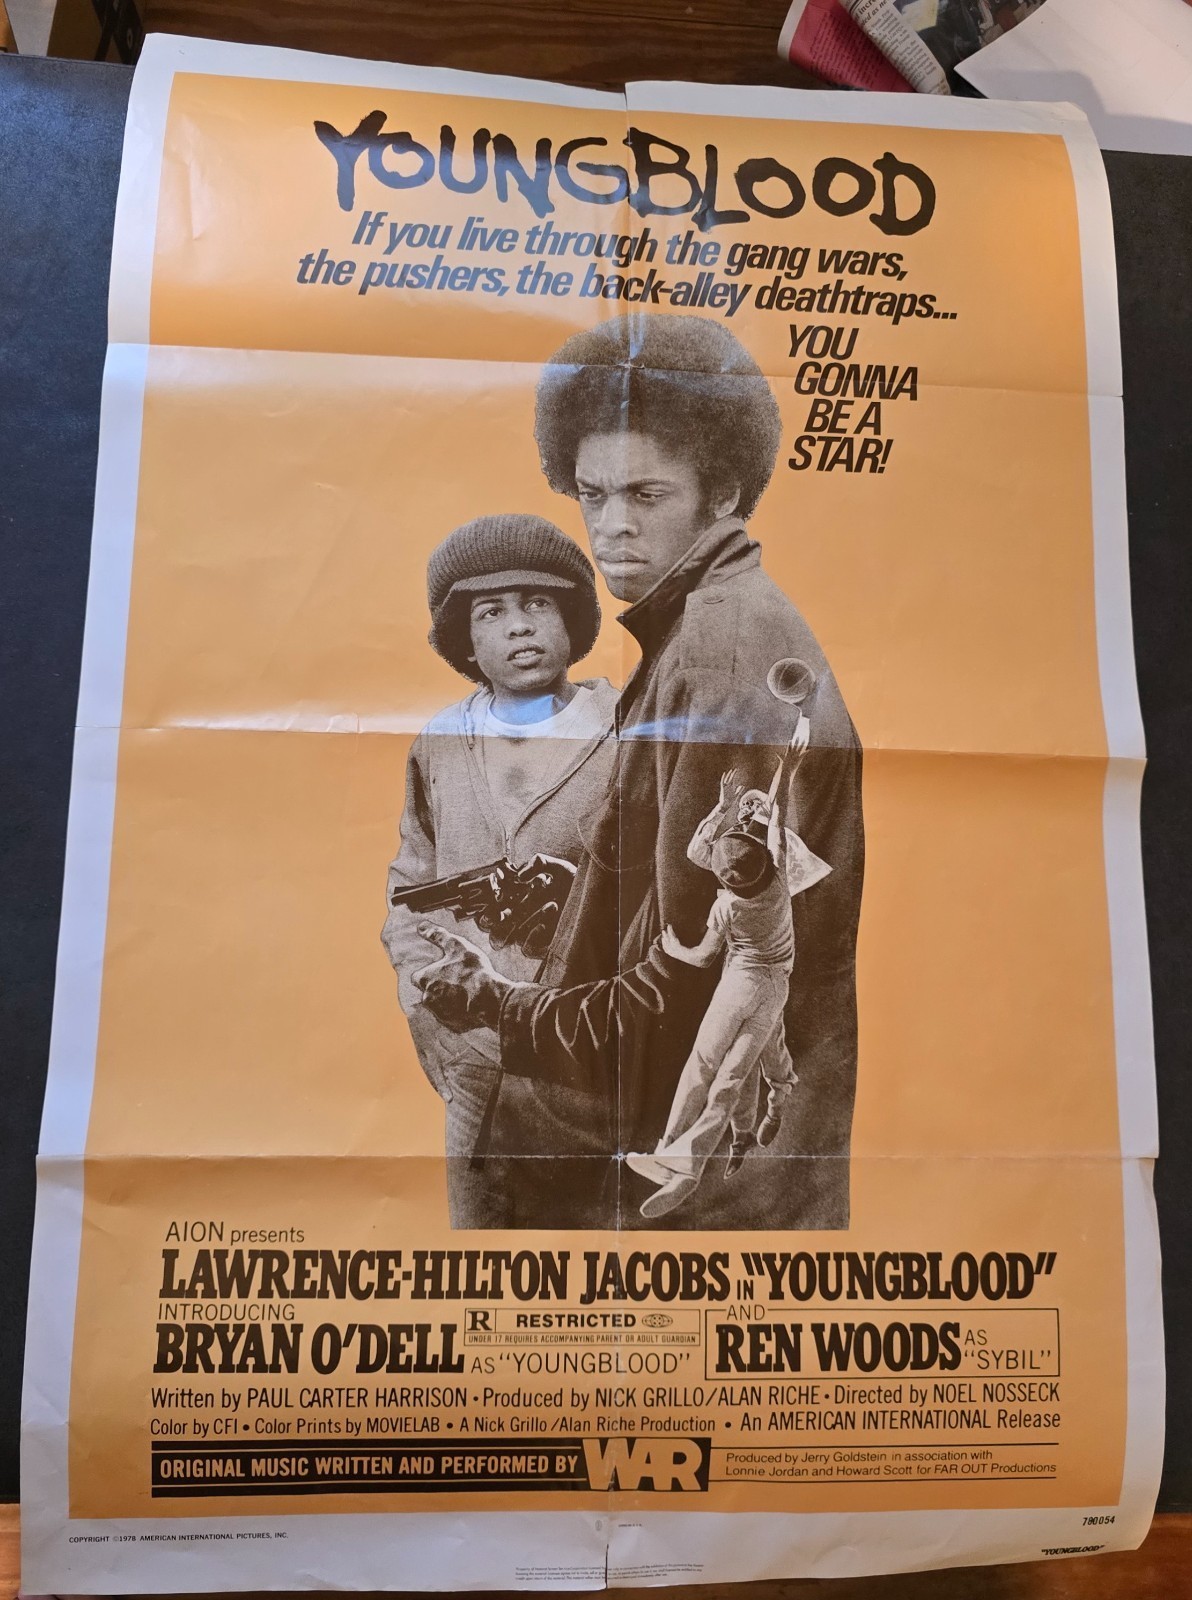 YOUNGBLOOD
If you live through the gang wars,
the pushers, the back-alley deathtraps...
YOU
GONNA
BE A
STAR!
AION presents
LAWRENCE-HILTON JACOBS IN "YOUNGBLOOD"
INTRODUCING
BRYAN O'DELL AS "YOUNGBLOOD"
R RESTRICTED
UNDER 17 REQUIRES ACCOMPANYING PARENT OR ADULT GUARDIAN
AND
REN WOODS AS "SYBIL"
Written by PAUL CARTER HARRISON • Produced by NICK GRILLO/ALAN RICHE • Directed by NOEL NOSSECK
Color by CFI • Color Prints by MOVIELAB • A Nick Grillo/Alan Riche Production • An AMERICAN INTERNATIONAL Release
ORIGINAL MUSIC WRITTEN AND PERFORMED BY WAR
Produced by Jerry Goldstein in association with
Lonnie Jordan and Howard Scott for FAR OUT Productions
COPYRIGHT ©1978 AMERICAN INTERNATIONAL PICTURES, INC.
780054
"YOUNGBLOOD"